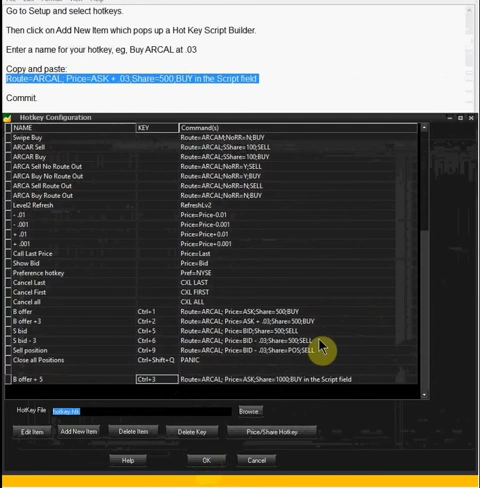 Go to Setup and select hotkeys.
Then click on Add New Item which pops up a Hot Key Script Builder.
Enter a name for your hotkey, eg, Buy ARCAL at .03
Copy and paste:
Route=ARCAL; Price=ASK + .03;Share=500;BUY in the Script field
Commit.
Hotkey Configuration
NAME KEY Command(s)
Swipe Buy Route=ARCAM;NoRR=N;BUY
ARCAR Sell Route=ARCAL;SShare=100;SELL
ARCAR Buy Route=ARCAL;SShare=100;BUY
ARCA Sell No Route Out Route=ARCAL;NoRR=Y;SELL
ARCA Buy No Route Out Route=ARCAL;NoRR=Y;BUY
ARCA Sell Route Out Route=ARCAL;NoRR=N;SELL
ARCA Buy Route Out Route=ARCAL;NoRR=N;BUY
Level2 Refresh RefreshLv2
- .01 Price=Price-0.01
- .001 Price=Price-0.001
+ .01 Price=Price+0.01
+ .001 Price=Price+0.001
Call Last Price Price=Last
Show Bid Price=Bid
Preference hotkey Pref=NYSE
Cancel Last CXL LAST
Cancel First CXL FIRST
Cancel all CXL ALL
B offer Ctrl+1 Route=ARCAL; Price=ASK;Share=500;BUY
B offer +3 Ctrl+2 Route=ARCAL; Price=ASK + .03;Share=500;BUY
S bid Ctrl+5 Route=ARCAL; Price=BID;Share=500;SELL
S bid - 3 Ctrl+6 Route=ARCAL; Price=BID - .03;Share=500;SELL
Sell position Ctrl+9 Route=ARCAL; Price=BID - .03;Share=POS;SELL
Close all Positions Ctrl+Shift+Q PANIC
B offer + 5 Ctrl+3 Route=ARCAL; Price=ASK;Share=1000;BUY in the Script field
HotKey File hotkey.htk Browse...
Edit Item Add New Item Delete Item Delete Key Price/Share Hotkey
Help OK Cancel